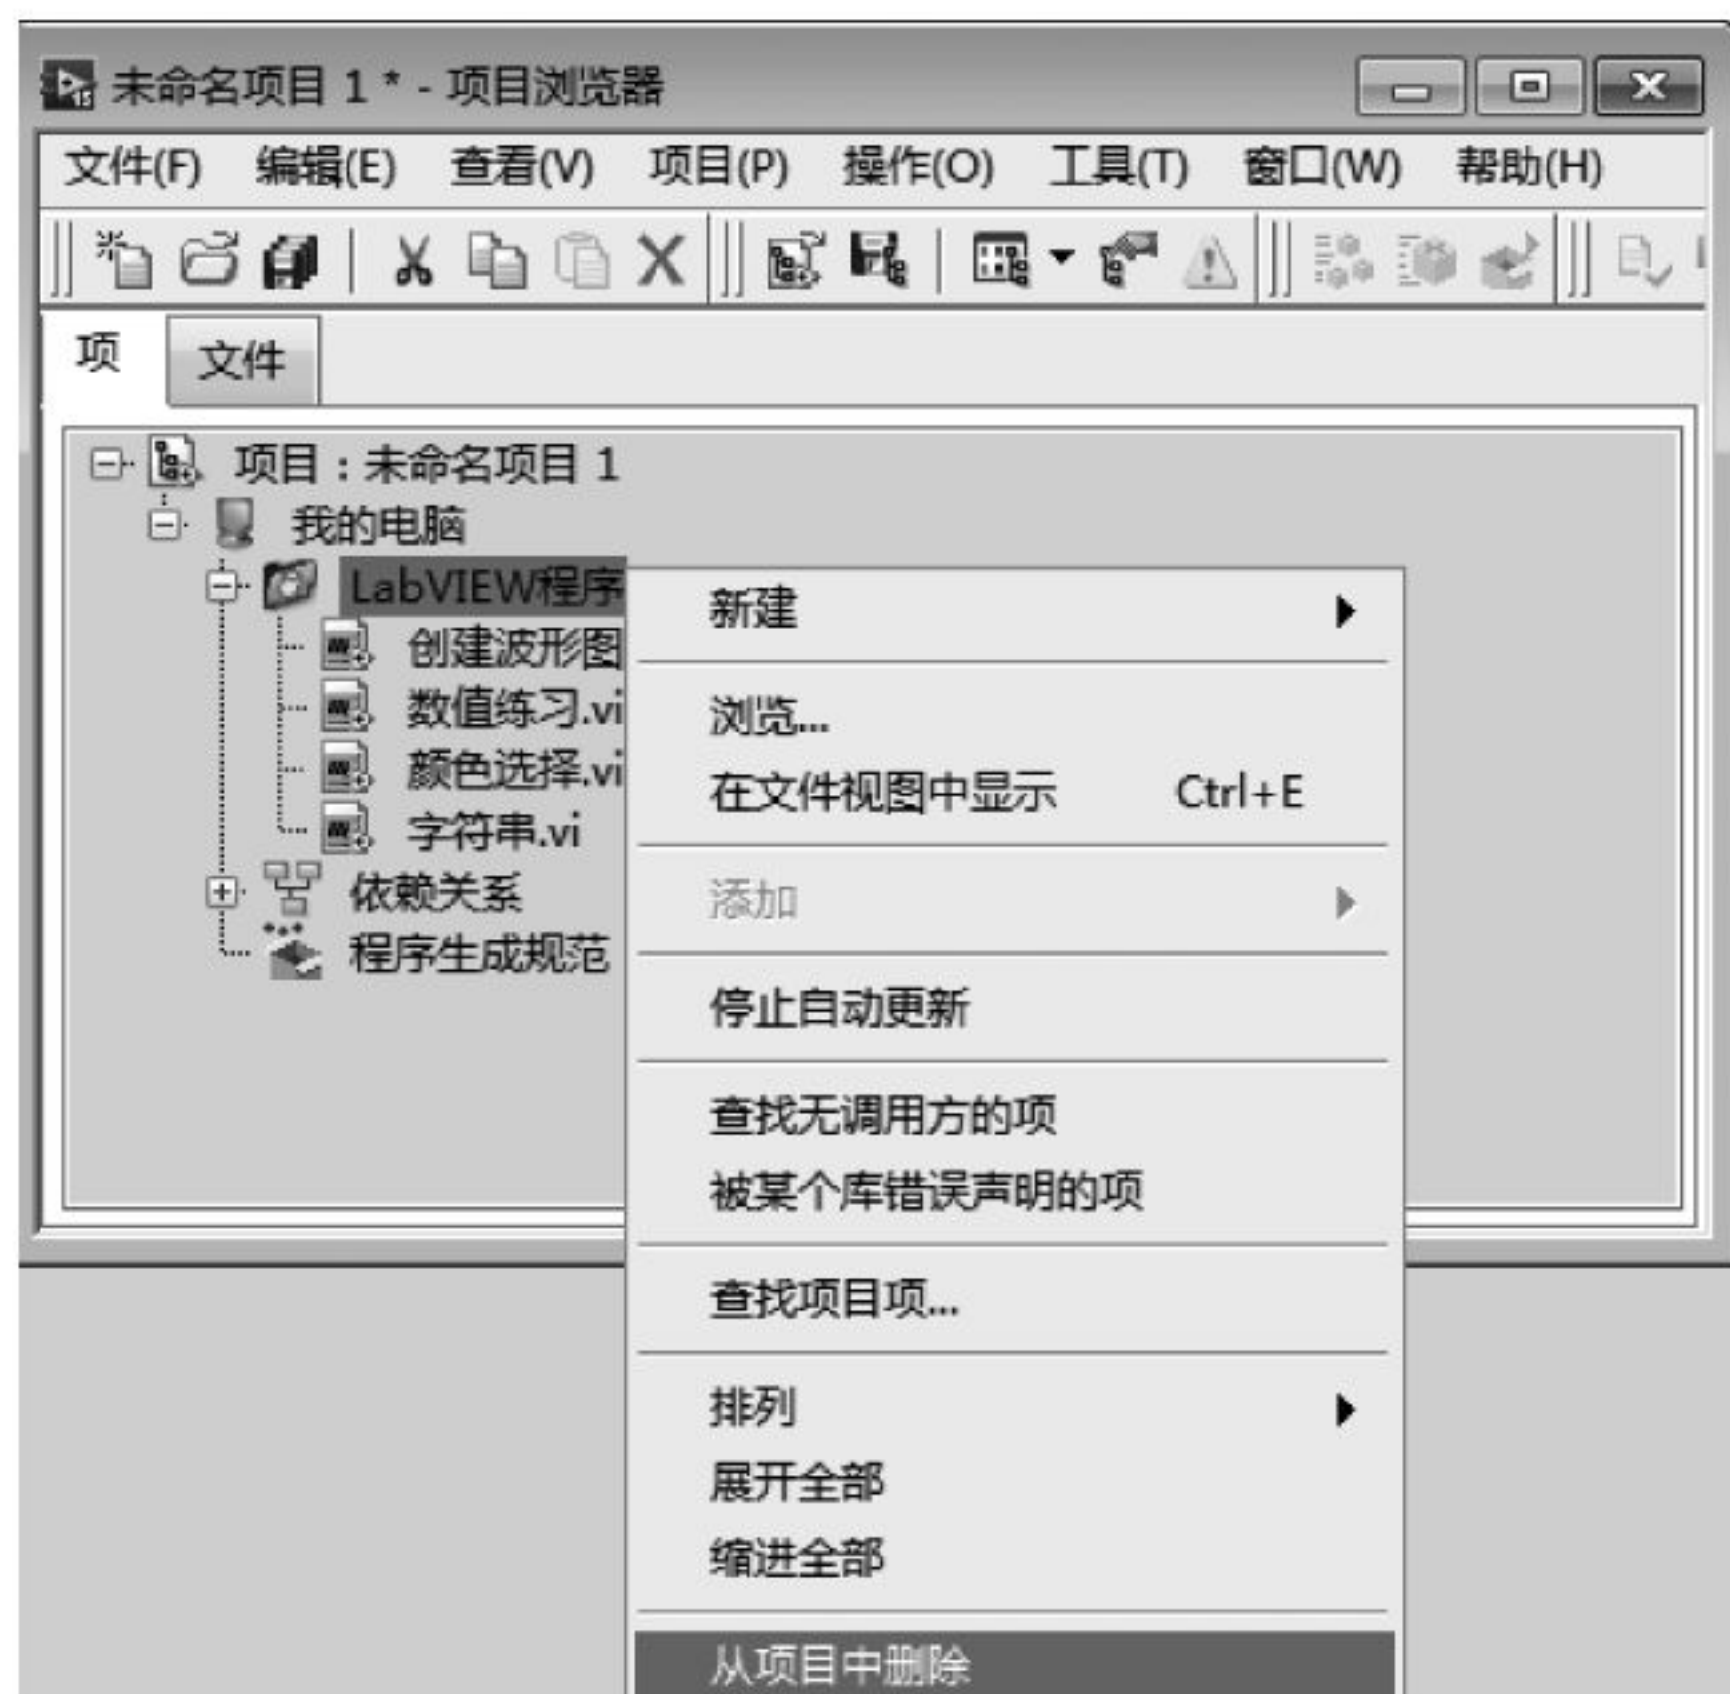 未命名项目 1 * - 项目浏览器
文件(F) 编辑(E) 查看(V) 项目(P) 操作(O) 工具(T) 窗口(W) 帮助(H)
项 文件
项目：未命名项目 1
我的电脑
LabVIEW程序
创建波形图
数值练习.vi
颜色选择.vi
字符串.vi
依赖关系
程序生成规范
新建
浏览...
在文件视图中显示 Ctrl+E
添加
停止自动更新
查找无调用方的项
被某个库错误声明的项
查找项目项...
排列
展开全部
缩进全部
从项目中删除